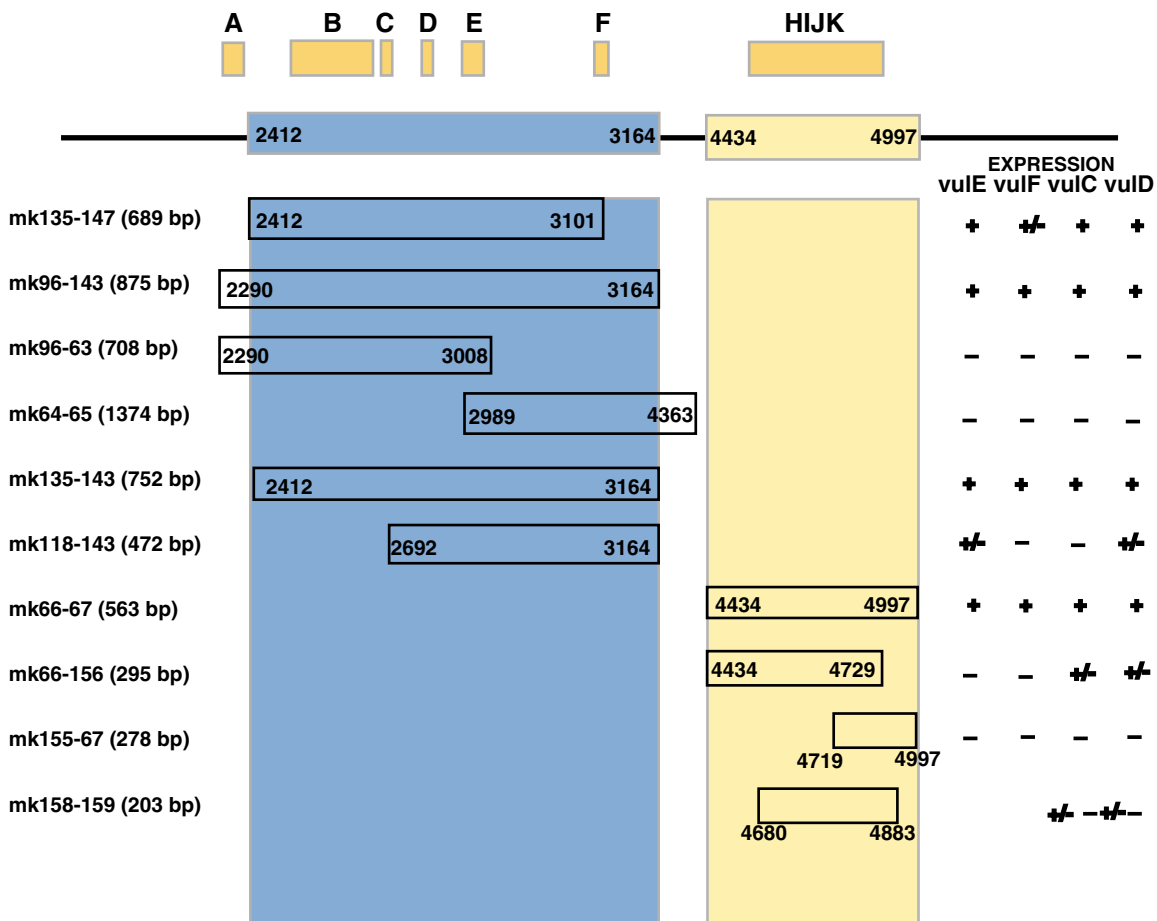 A B C D E F HIJK
2412 3164 4434 4997
EXPRESSION
vulE vulF vulC vulD
mk135-147 (689 bp) 2412 3101 + +/- + +
mk96-143 (875 bp) 2290 3164 + + + +
mk96-63 (708 bp) 2290 3008 – – – –
mk64-65 (1374 bp) 2989 4363 – – – –
mk135-143 (752 bp) 2412 3164 + + + +
mk118-143 (472 bp) 2692 3164 +/- – – +/-
mk66-67 (563 bp) 4434 4997 + + + +
mk66-156 (295 bp) 4434 4729 – – +/- +/-
mk155-67 (278 bp) – – – –
4719 4997
mk158-159 (203 bp) +/- – +/- –
4680 4883